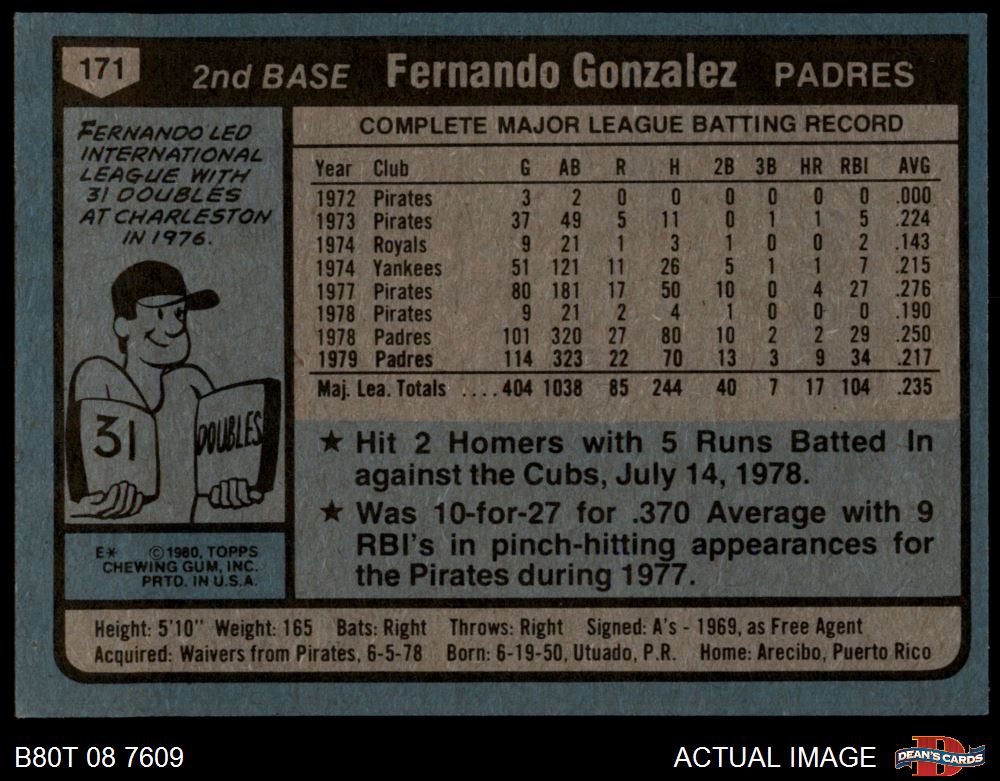 171
2nd BASE Fernando Gonzalez PADRES
FERNANDO LED
INTERNATIONAL
LEAGUE WITH
31 DOUBLES
AT CHARLESTON
IN 1976.
31 DOUBLES
E* © 1980, TOPPS
CHEWING GUM, INC.
PRTD. IN U.S.A.
COMPLETE MAJOR LEAGUE BATTING RECORD
Year Club G AB R H 2B 3B HR RBI AVG
1972 Pirates 3 2 0 0 0 0 0 0 .000
1973 Pirates 37 49 5 11 0 1 1 5 .224
1974 Royals 9 21 1 3 1 0 0 2 .143
1974 Yankees 51 121 11 26 5 1 1 7 .215
1977 Pirates 80 181 17 50 10 0 4 27 .276
1978 Pirates 9 21 2 4 1 0 0 0 .190
1978 Padres 101 320 27 80 10 2 2 29 .250
1979 Padres 114 323 22 70 13 3 9 34 .217
Maj. Lea. Totals ....404 1038 85 244 40 7 17 104 .235
★ Hit 2 Homers with 5 Runs Batted In
against the Cubs, July 14, 1978.
★ Was 10-for-27 for .370 Average with 9
RBI's in pinch-hitting appearances for
the Pirates during 1977.
Height: 5'10" Weight: 165 Bats: Right Throws: Right Signed: A's - 1969, as Free Agent
Acquired: Waivers from Pirates, 6-5-78 Born: 6-19-50, Utuado, P.R. Home: Arecibo, Puerto Rico
B80T 08 7609
ACTUAL IMAGE
D
DEAN'S CARDS